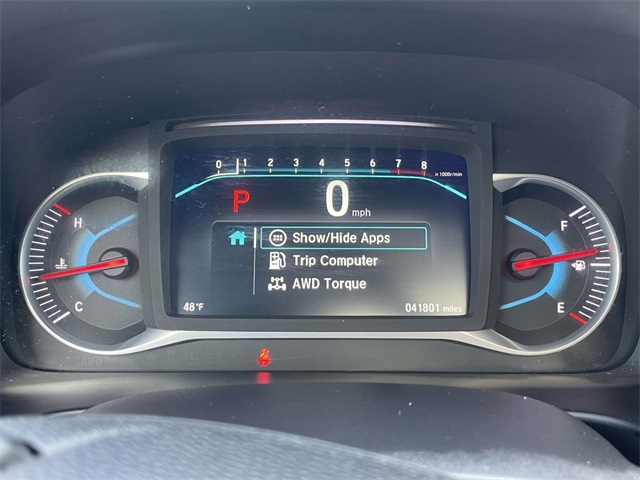 0 1 2 3 4 5 6 7 8 x1000r/min
P 0 mph
H
C
Show/Hide Apps
Trip Computer
AWD Torque
48°F
041801 miles
F
E